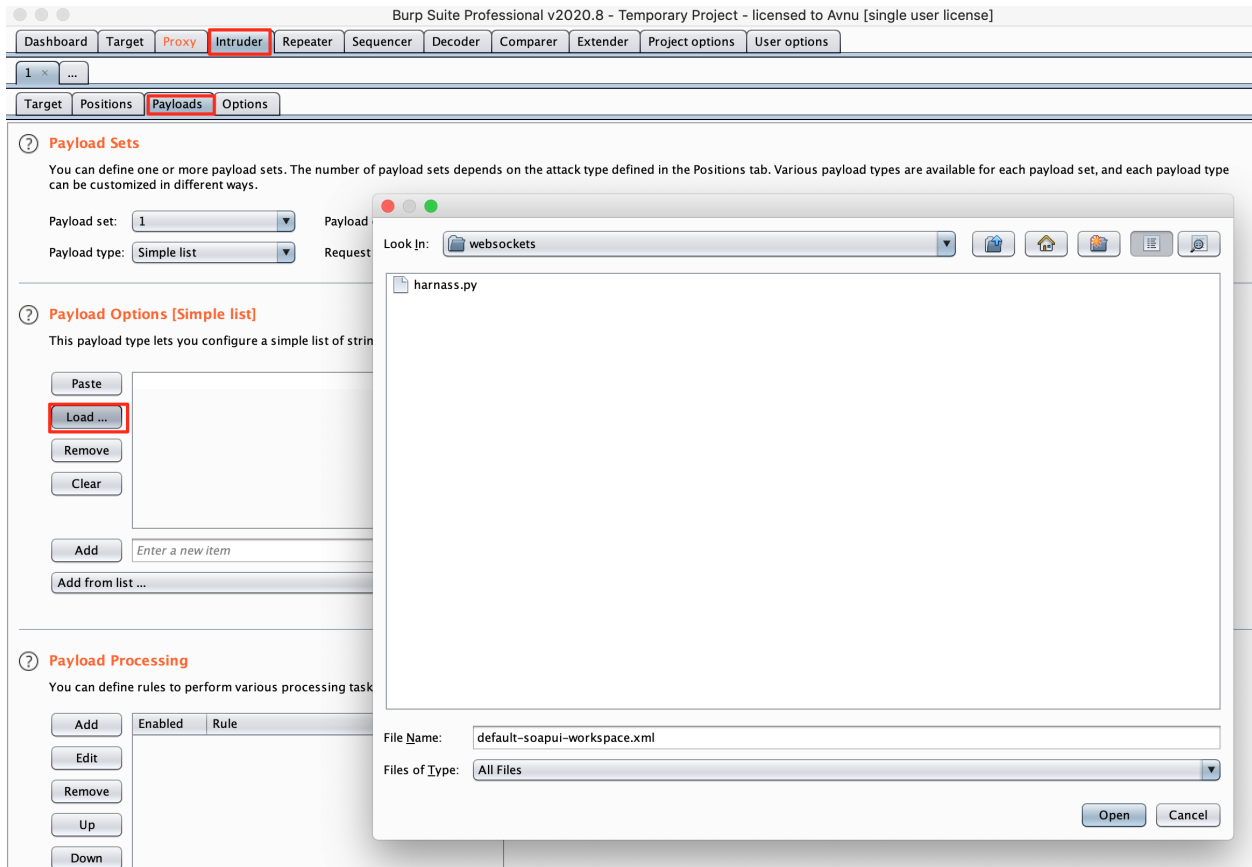 Burp Suite Professional v2020.8 - Temporary Project - licensed to Avnu [single user license]
Dashboard Target Proxy Intruder Repeater Sequencer Decoder Comparer Extender Project options User options
1 × ...
Target Positions Payloads Options
? Payload Sets
You can define one or more payload sets. The number of payload sets depends on the attack type defined in the Positions tab. Various payload types are available for each payload set, and each payload type
can be customized in different ways.
Payload set: 1 Payload
Payload type: Simple list Request
Look In: websockets
harnass.py
? Payload Options [Simple list]
This payload type lets you configure a simple list of strin
Paste
Load ...
Remove
Clear
Add Enter a new item
Add from list ...
? Payload Processing
You can define rules to perform various processing task
Add Enabled Rule
Edit
Remove
Up
Down
File Name: default-soapui-workspace.xml
Files of Type: All Files
Open Cancel